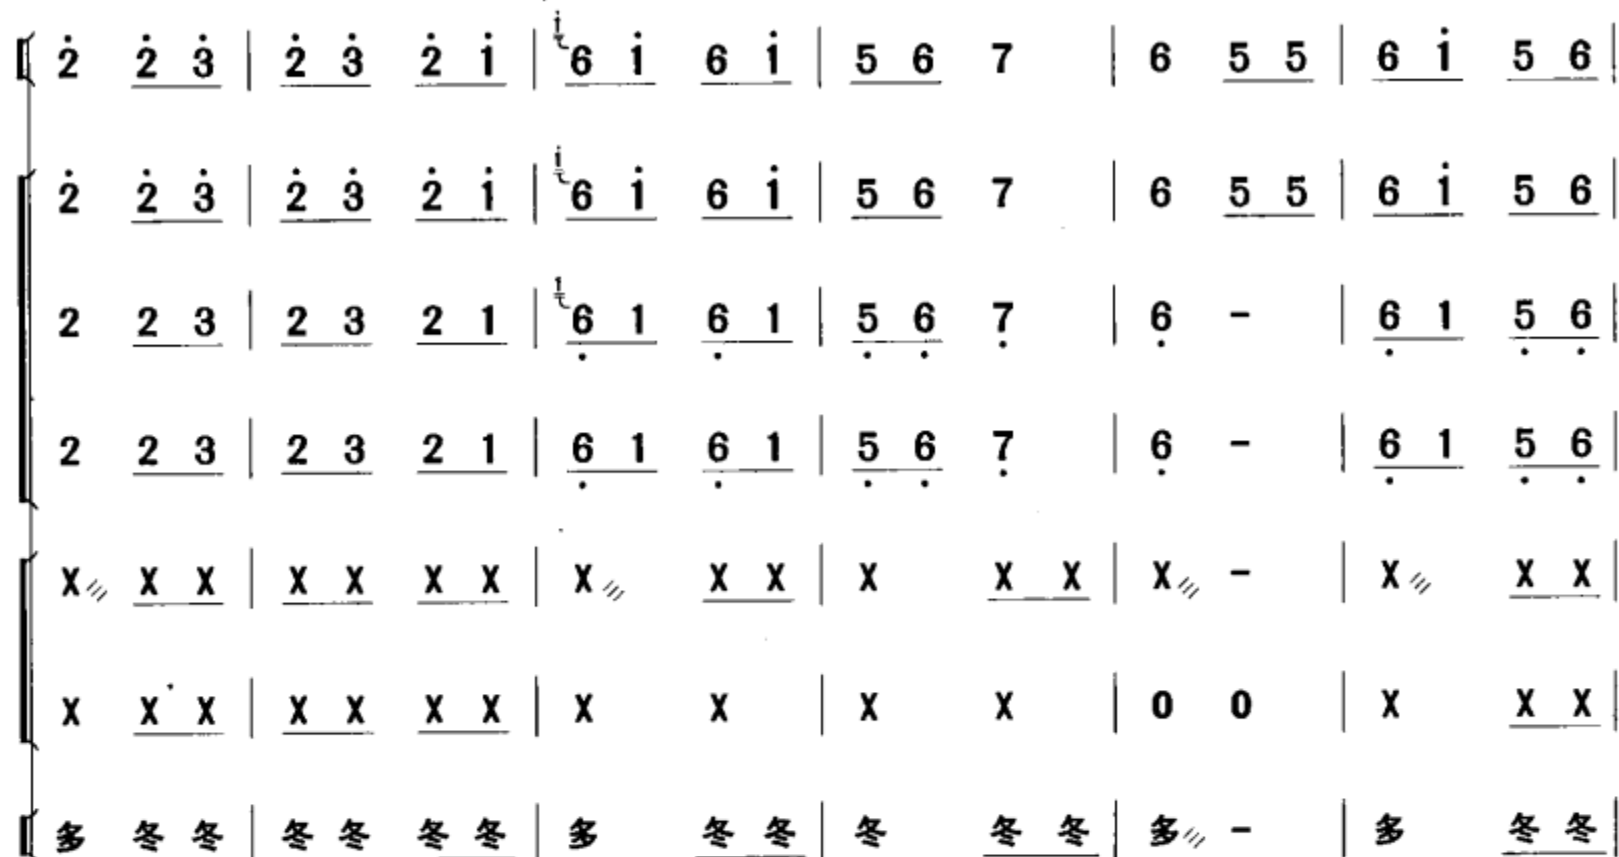 2̇ 2̇ 3̇ | 2̇ 3̇ 2̇ 1̇ | 1̇ 6 1̇ 6 1̇ | 5 6 7 | 6 5 5 | 6 1̇ 5 6 |
2̇ 2̇ 3̇ | 2̇ 3̇ 2̇ 1̇ | 1̇ 6 1̇ 6 1̇ | 5 6 7 | 6 5 5 | 6 1̇ 5 6 |
2 2 3 | 2 3 2 1 | 1 6̣ 1 6̣ 1 | 5̣ 6̣ 7̣ | 6̣ - | 6̣ 1 5̣ 6̣ |
2 2 3 | 2 3 2 1 | 6̣ 1 6̣ 1 | 5̣ 6̣ 7̣ | 6̣ - | 6̣ 1 5̣ 6̣ |
X/// X X | X X X X | X/// X X | X X X | X/// - | X/// X X |
X X X | X X X X | X X | X X | 0 0 | X X X |
多 冬 冬 | 冬 冬 冬 冬 | 多 冬 冬 | 冬 冬 冬 | 多/// - | 多 冬 冬 |